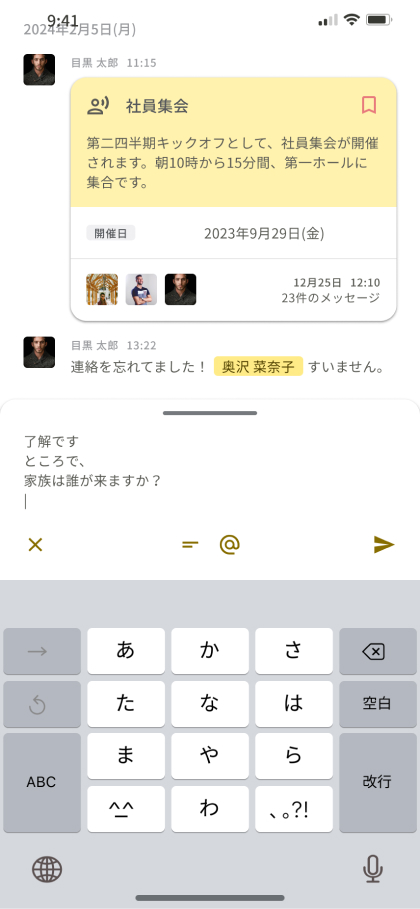 9:41
2024年2月5日(月)
目黒 太郎 11:15
社員集会
第二四半期キックオフとして、社員集会が開催
されます。朝10時から15分間、第一ホールに
集合です。
開催日 2023年9月29日(金)
12月25日 12:10
23件のメッセージ
目黒 太郎 13:22
連絡を忘れてました！ 奥沢 菜奈子 すいません。
了解です
ところで、
家族は誰が来ますか？
→ あ か さ
た な は 空白
ABC ま や ら 改行
^_^ わ 、。?!